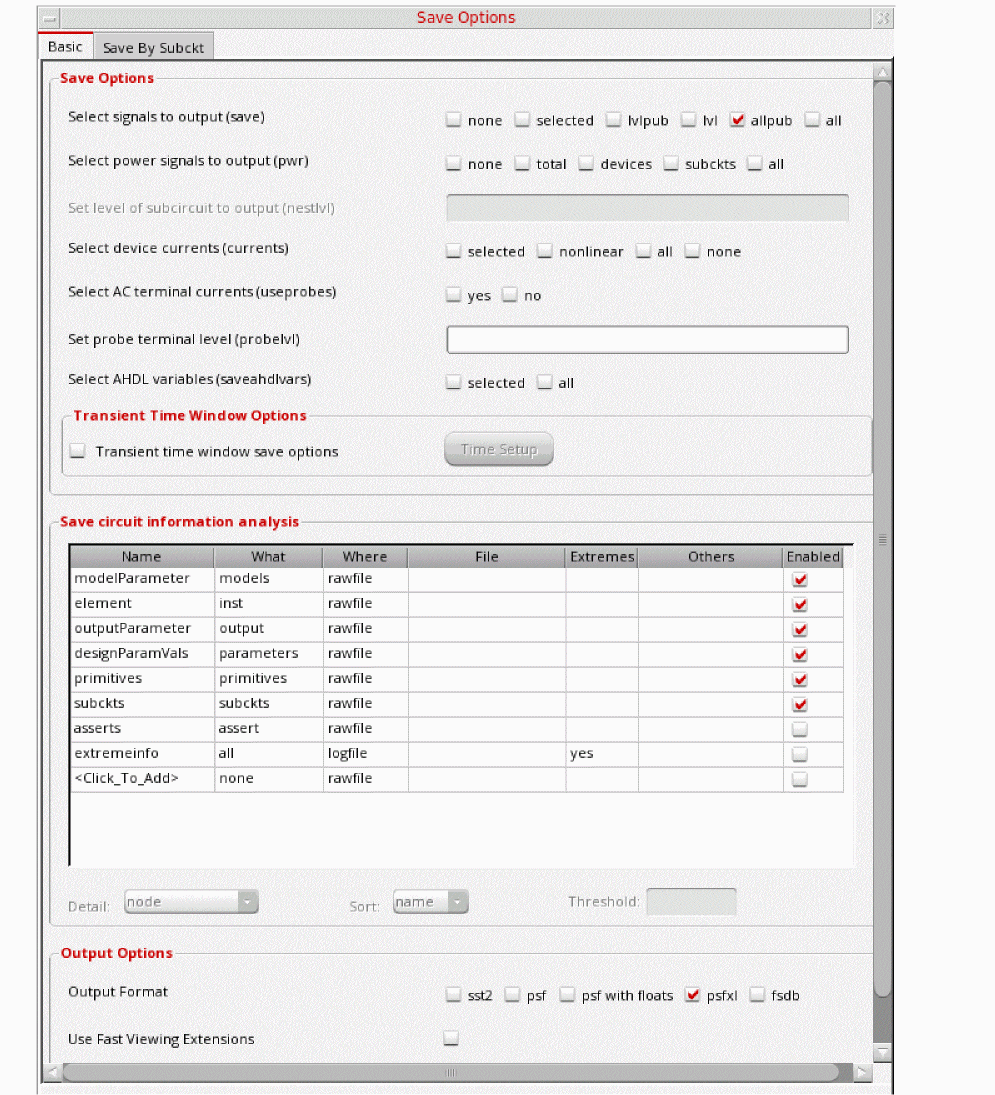 Save Options
Basic Save By Subckt
Save Options
Select signals to output (save) none selected lvlpub lvl allpub all
Select power signals to output (pwr) none total devices subckts all
Set level of subcircuit to output (nestlvl)
Select device currents (currents) selected nonlinear all none
Select AC terminal currents (useprobes) yes no
Set probe terminal level (probelvl)
Select AHDL variables (saveahdlvars) selected all
Transient Time Window Options
Transient time window save options Time Setup
Save circuit information analysis
Name What Where File Extremes Others Enabled
modelParameter models rawfile
element inst rawfile
outputParameter output rawfile
designParamVals parameters rawfile
primitives primitives rawfile
subckts subckts rawfile
asserts assert rawfile
extremeinfo all logfile yes
<Click_To_Add> none rawfile
Detail: node Sort: name Threshold:
Output Options
Output Format sst2 psf psf with floats psfxl fsdb
Use Fast Viewing Extensions